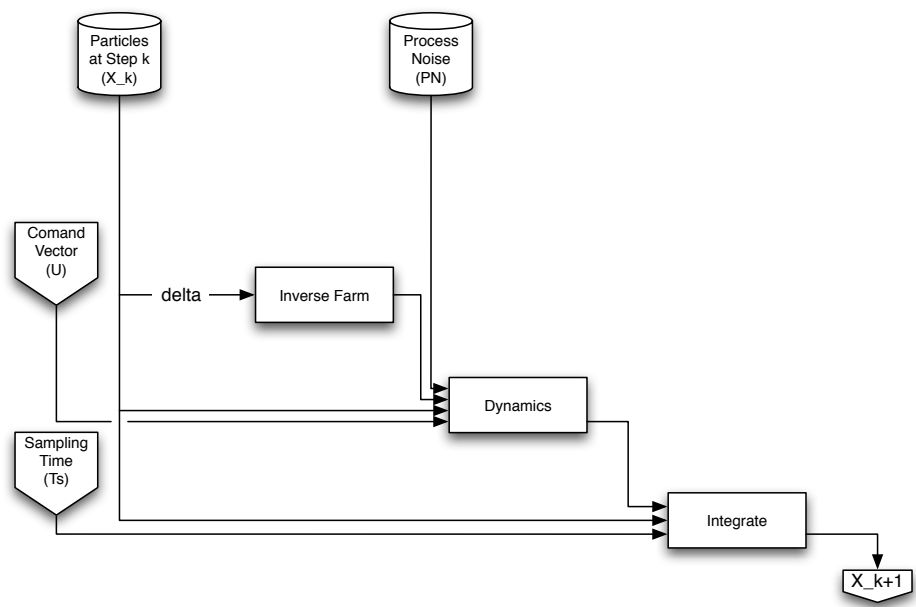 Particles
at Step k
(X_k)
Process
Noise
(PN)
Comand
Vector
(U)
delta
Inverse Farm
Dynamics
Sampling
Time
(Ts)
Integrate
X_k+1